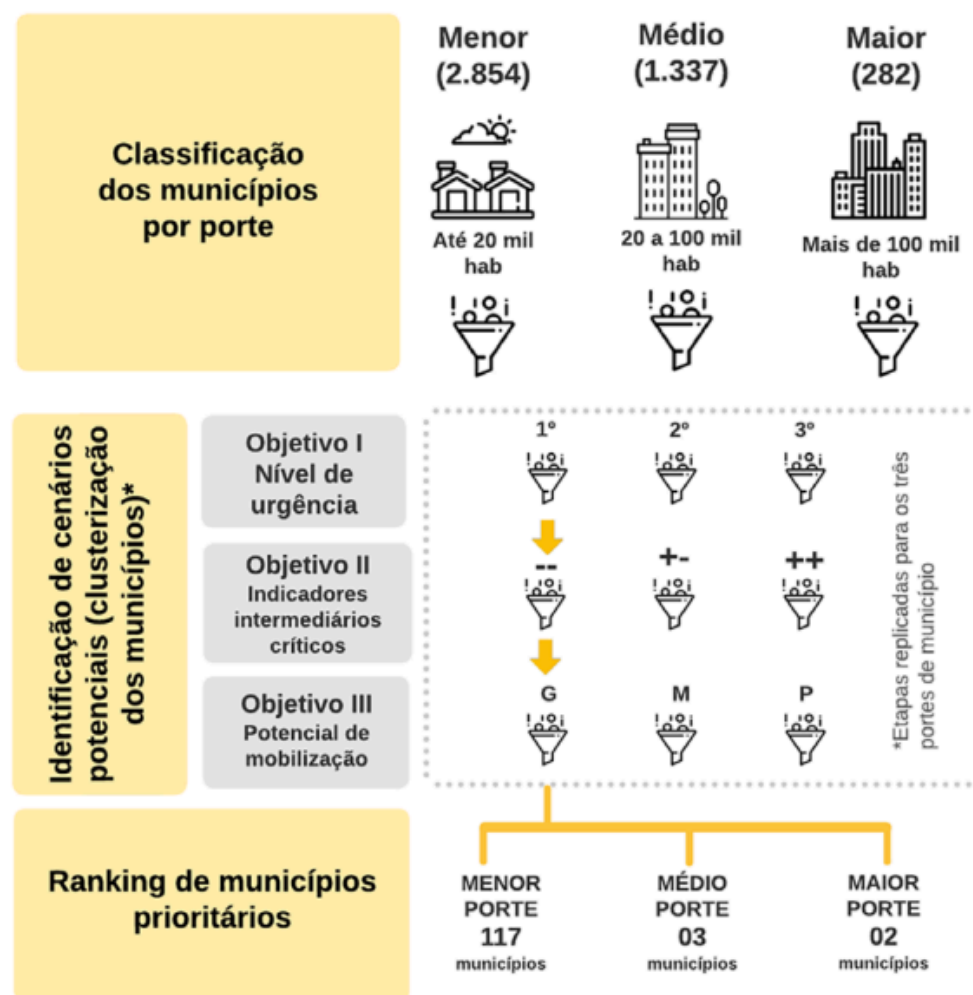 Classificação
dos municípios
por porte
Menor
(2.854)
Até 20 mil
hab
Médio
(1.337)
20 a 100 mil
hab
Maior
(282)
Mais de 100 mil
hab
Identificação de cenários
potenciais (clusterização
dos municípios)*
Objetivo I
Nível de
urgência
1º
2º
3º
Objetivo II
Indicadores
intermediários
críticos
--
+-
++
Objetivo III
Potencial de
mobilização
G
M
P
*Etapas replicadas para os três
portes de município
Ranking de municípios
prioritários
MENOR
PORTE
117
municípios
MÉDIO
PORTE
03
municípios
MAIOR
PORTE
02
municípios